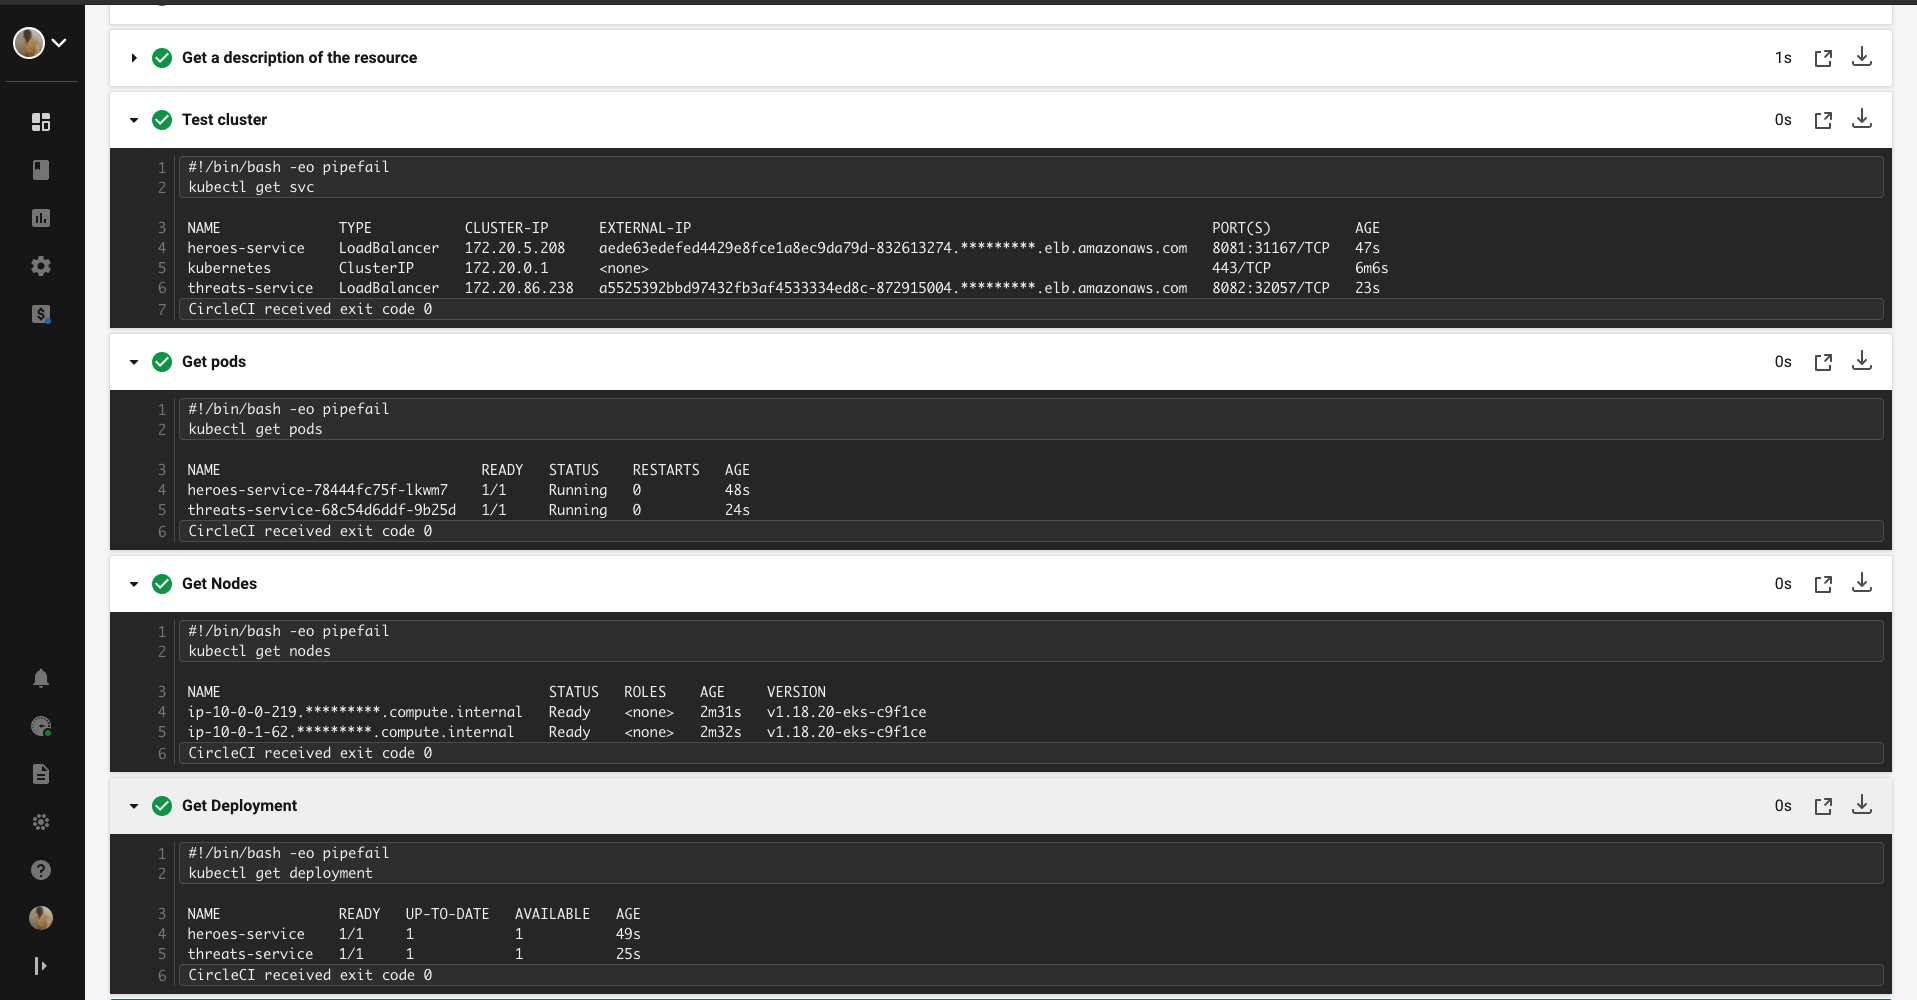 Get a description of the resource 1s
Test cluster 0s
1 #!/bin/bash -eo pipefail
2 kubectl get svc
3 NAME TYPE CLUSTER-IP EXTERNAL-IP PORT(S) AGE
4 heroes-service LoadBalancer 172.20.5.208 aede63edefed4429e8fce1a8ec9da79d-832613274.*********.elb.amazonaws.com 8081:31167/TCP 47s
5 kubernetes ClusterIP 172.20.0.1 <none> 443/TCP 6m6s
6 threats-service LoadBalancer 172.20.86.238 a5525392bbd97432fb3af4533334ed8c-872915004.*********.elb.amazonaws.com 8082:32057/TCP 23s
7 CircleCI received exit code 0
Get pods 0s
1 #!/bin/bash -eo pipefail
2 kubectl get pods
3 NAME READY STATUS RESTARTS AGE
4 heroes-service-78444fc75f-lkwm7 1/1 Running 0 48s
5 threats-service-68c54d6ddf-9b25d 1/1 Running 0 24s
6 CircleCI received exit code 0
Get Nodes 0s
1 #!/bin/bash -eo pipefail
2 kubectl get nodes
3 NAME STATUS ROLES AGE VERSION
4 ip-10-0-0-219.*********.compute.internal Ready <none> 2m31s v1.18.20-eks-c9f1ce
5 ip-10-0-1-62.*********.compute.internal Ready <none> 2m32s v1.18.20-eks-c9f1ce
6 CircleCI received exit code 0
Get Deployment 0s
1 #!/bin/bash -eo pipefail
2 kubectl get deployment
3 NAME READY UP-TO-DATE AVAILABLE AGE
4 heroes-service 1/1 1 1 49s
5 threats-service 1/1 1 1 25s
6 CircleCI received exit code 0